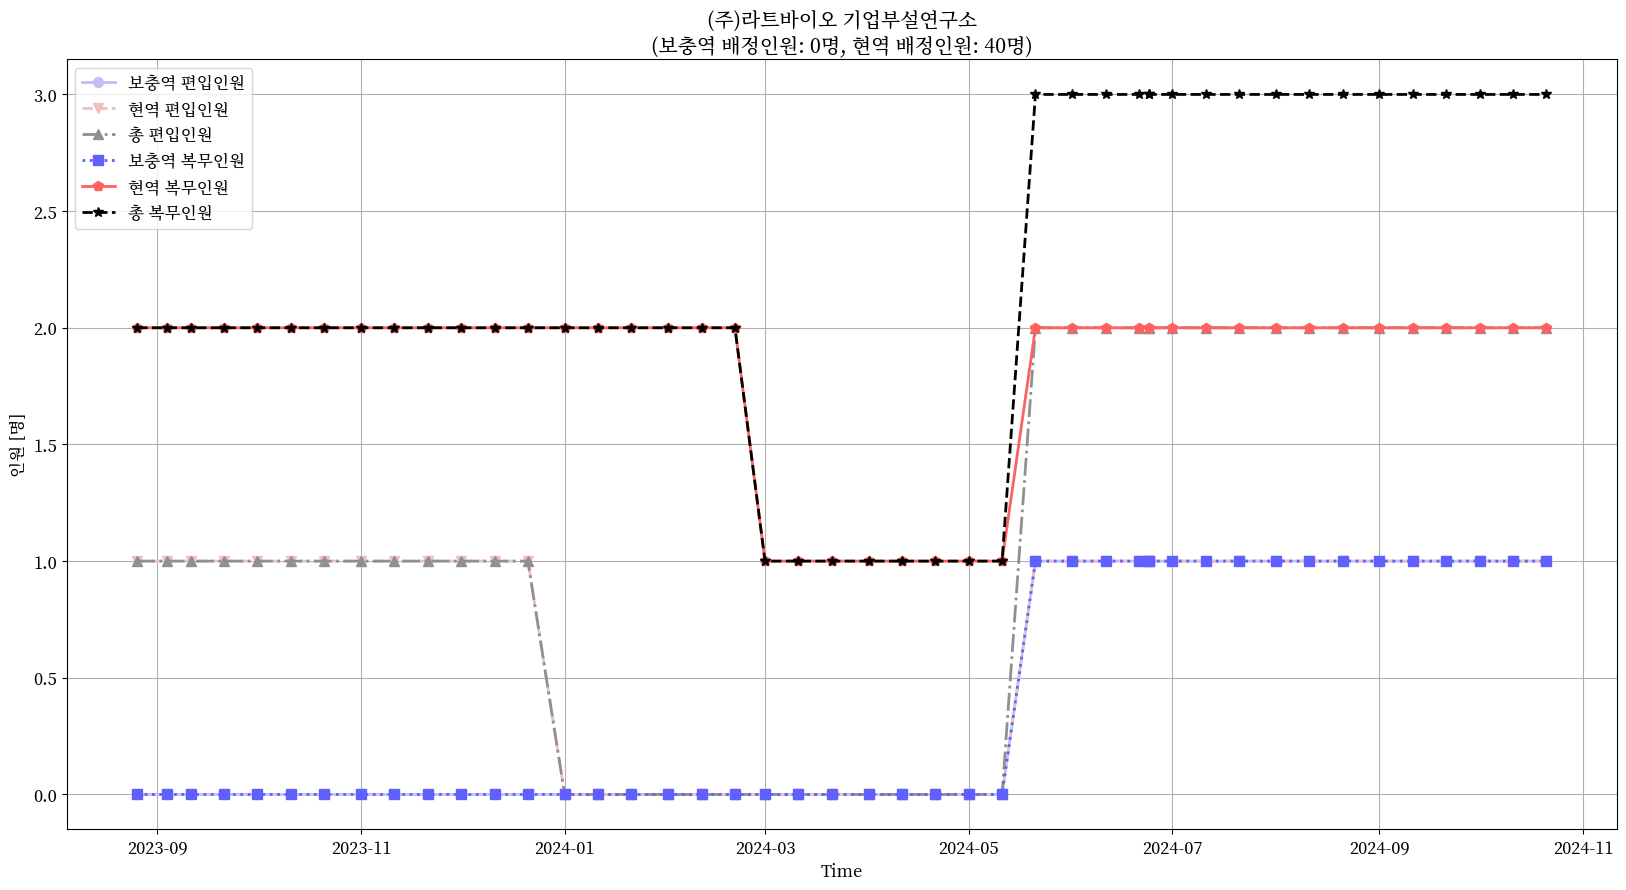 (주)라트바이오 기업부설연구소
(보충역 배정인원: 0명, 현역 배정인원: 40명)
보충역 편입인원
현역 편입인원
총 편입인원
보충역 복무인원
현역 복무인원
총 복무인원
3.0
2.5
2.0
1.5
1.0
0.5
0.0
인원 [명]
2023-09 2023-11 2024-01 2024-03 2024-05 2024-07 2024-09 2024-11
Time